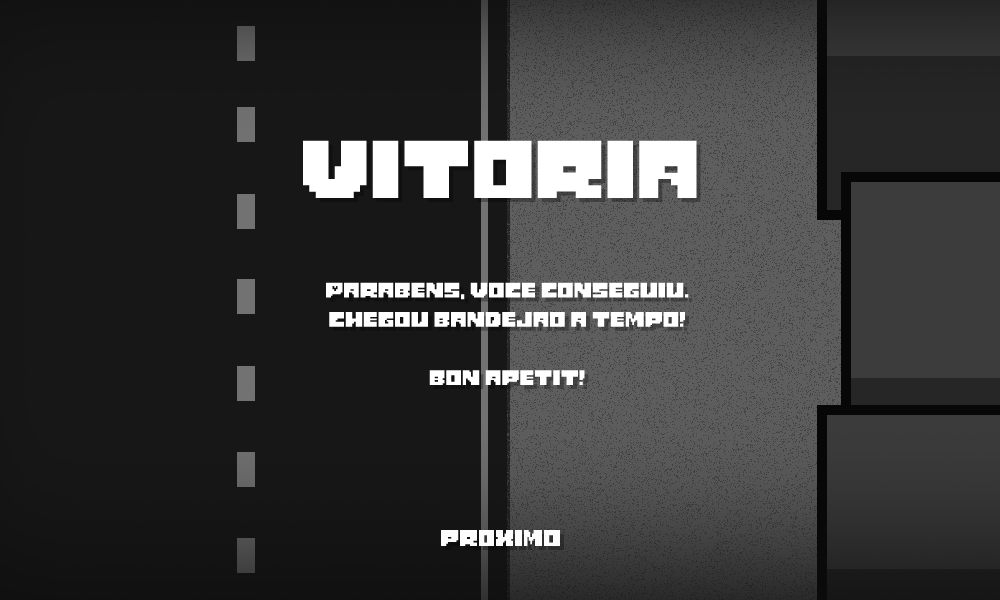 VITORIA
PARABENS, VOCE CONSEGUIU.
CHEGOU BANDEJAO A TEMPO!
BON APETIT!
PROXIMO